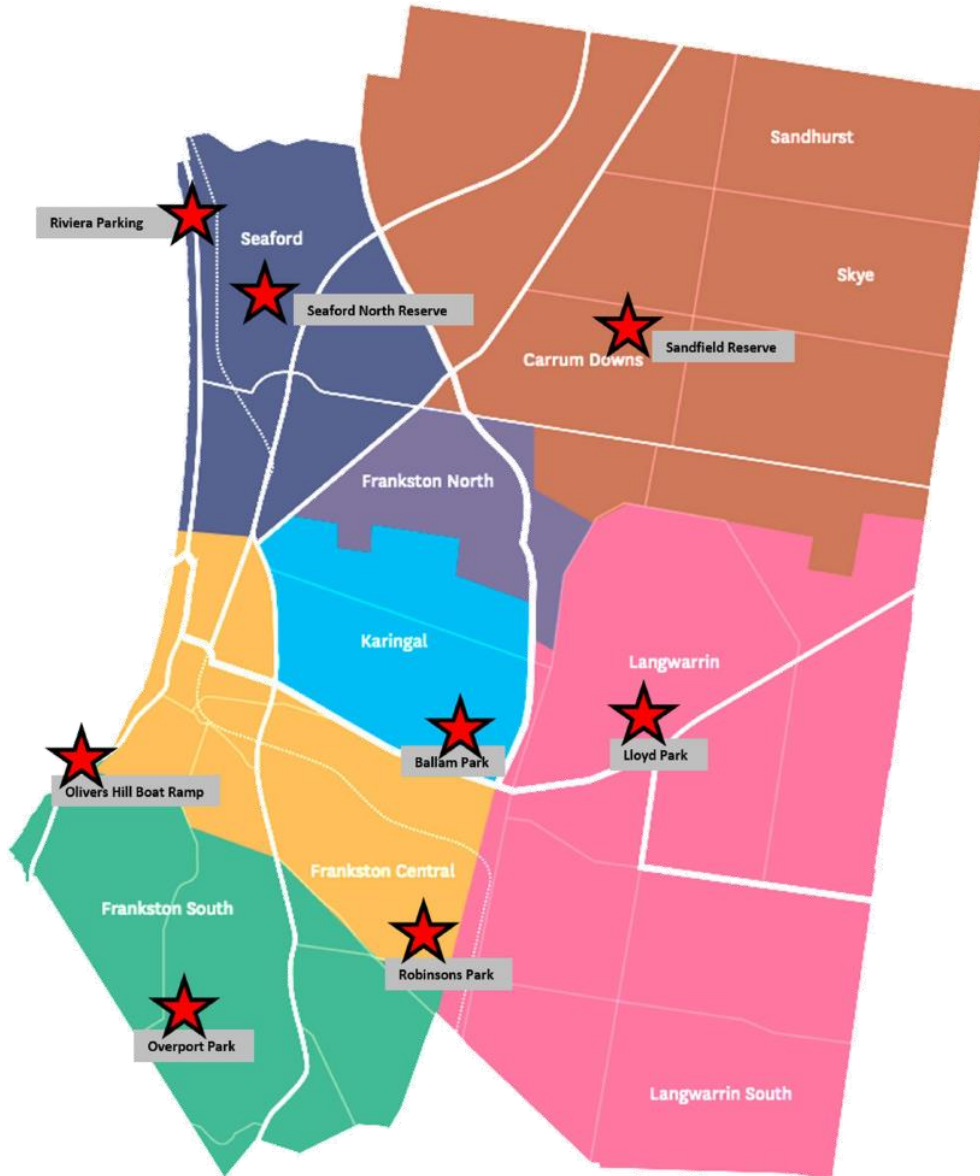 Sandhurst
Riviera Parking
Seaford
Skye
Seaford North Reserve
Sandfield Reserve
Carrum Downs
Frankston North
Karingal
Langwarrin
Ballam Park
Lloyd Park
Olivers Hill Boat Ramp
Frankston Central
Frankston South
Robinsons Park
Overport Park
Langwarrin South